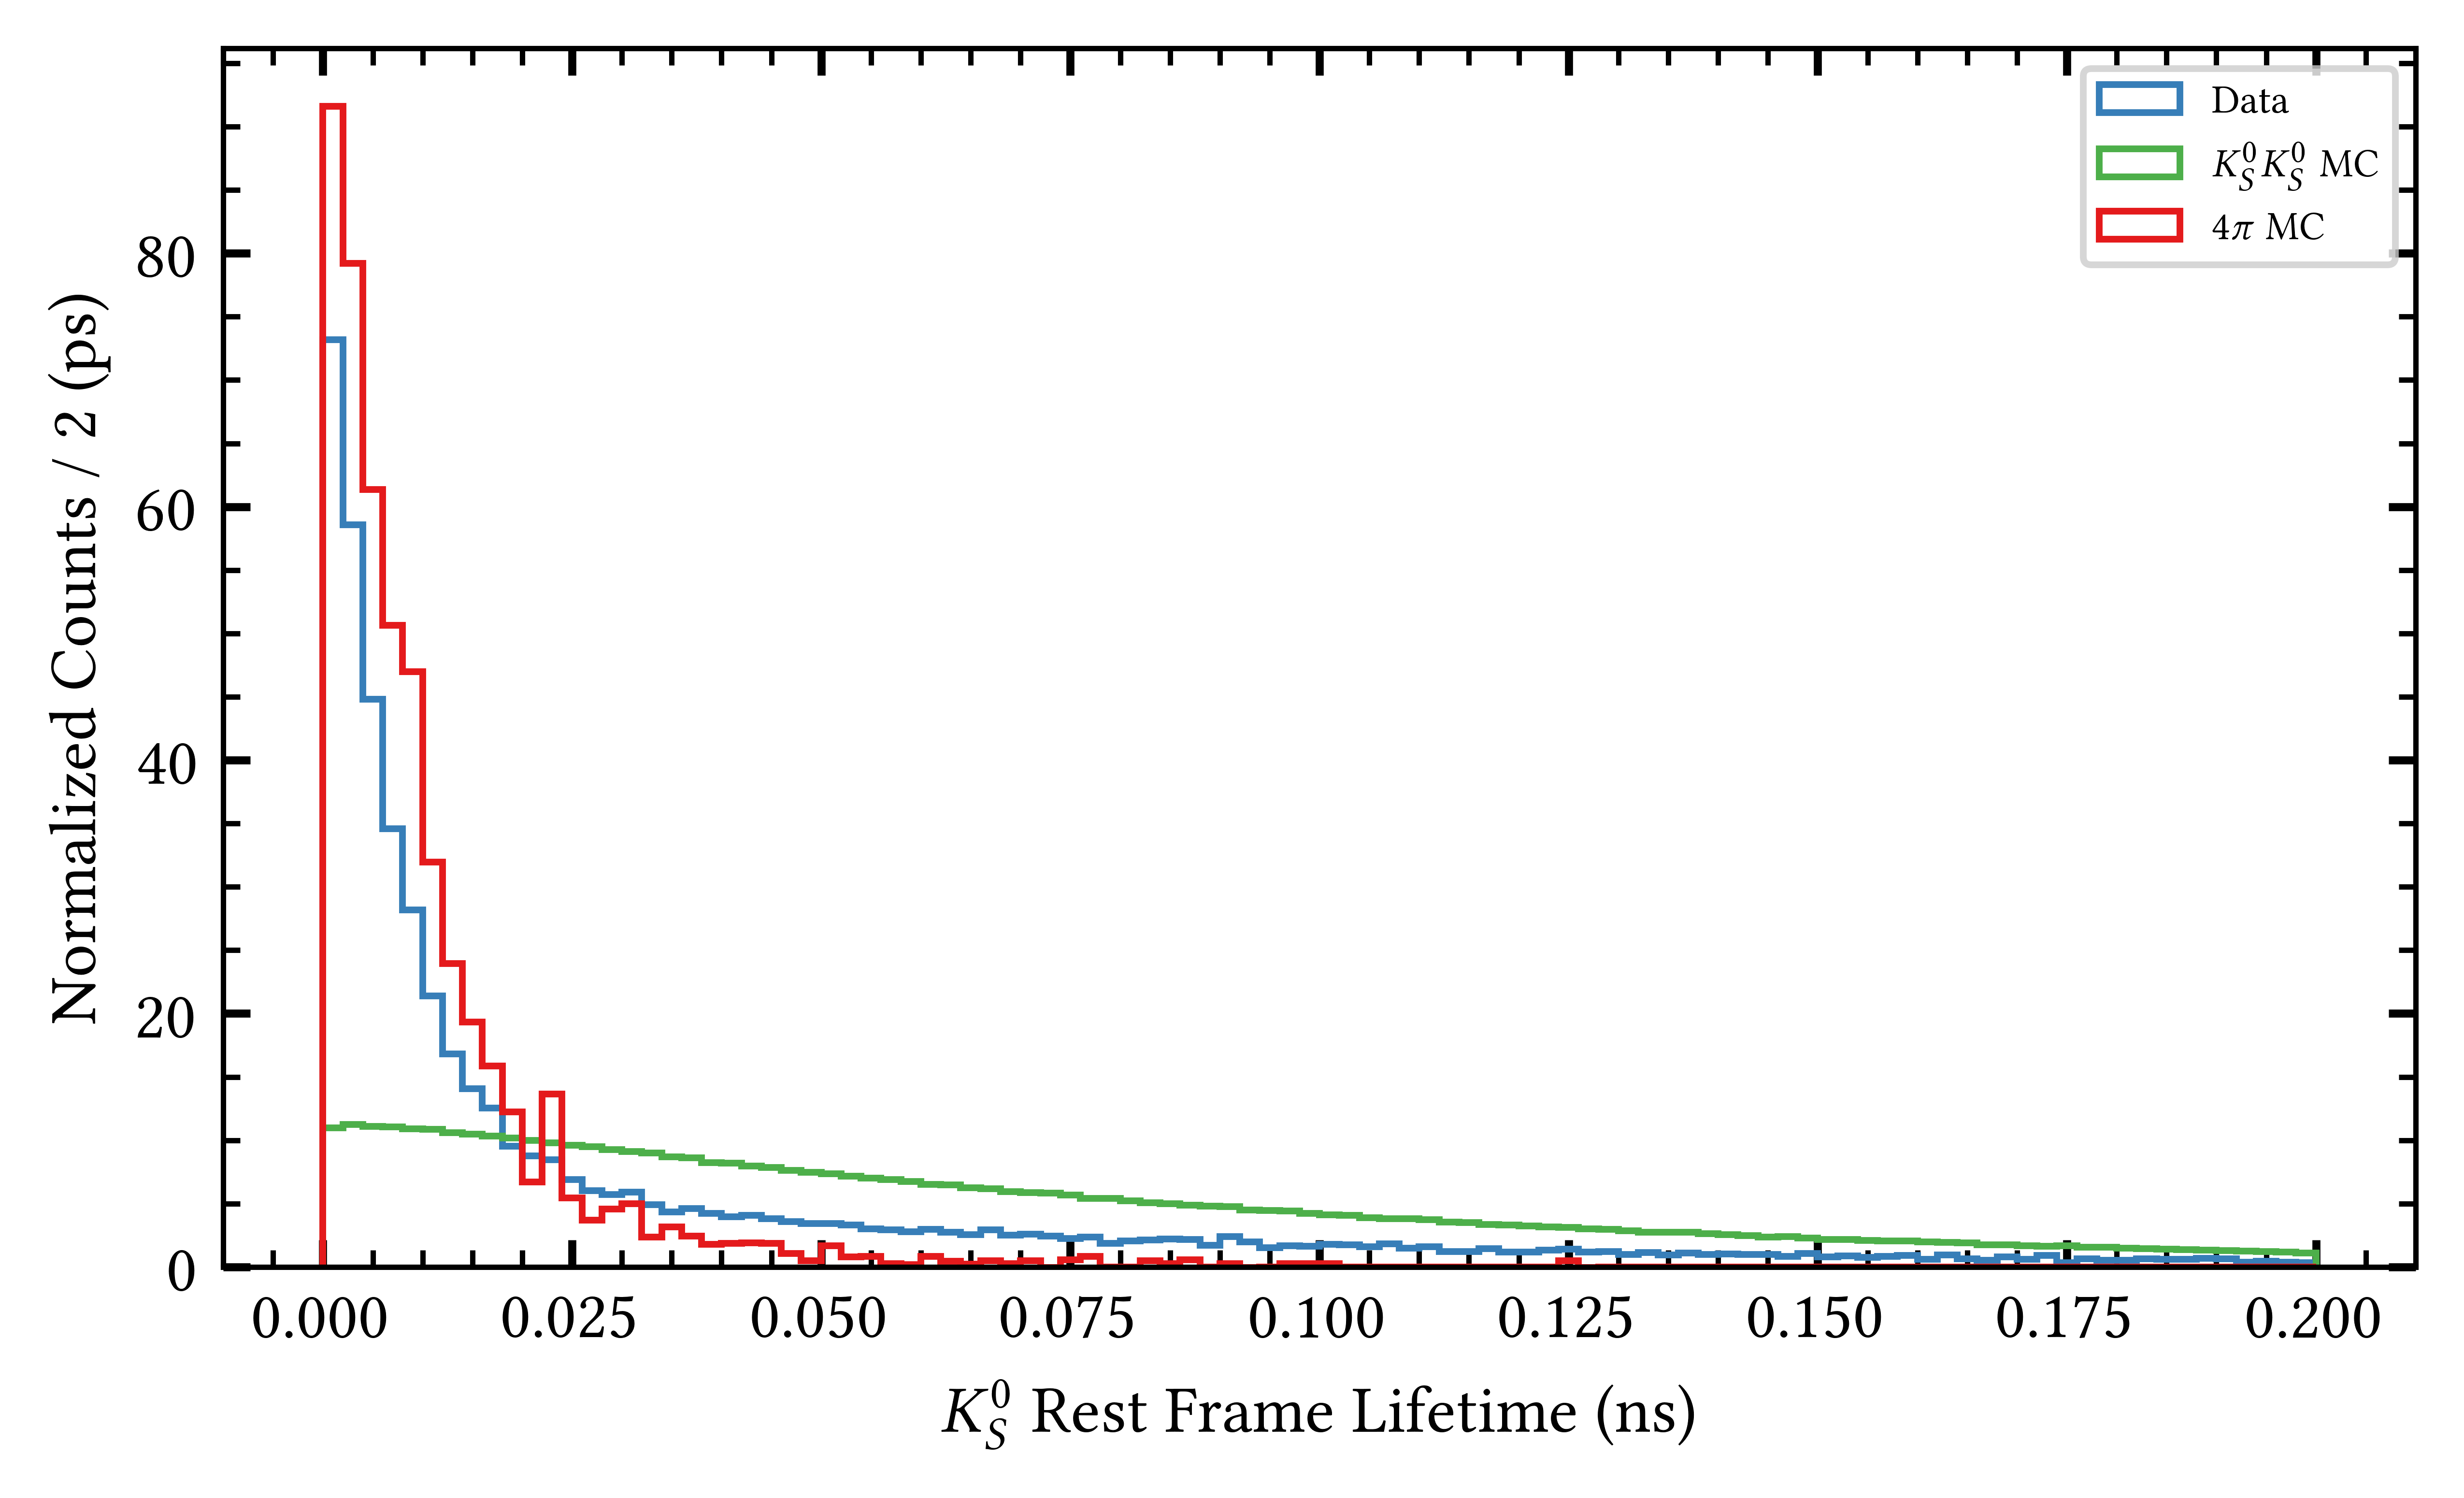 Normalized Counts / 2 (ps)
80
60
40
20
0
0.000 0.025 0.050 0.075 0.100 0.125 0.150 0.175 0.200
K_S^0 Rest Frame Lifetime (ns)
Data
K_S^0 K_S^0 MC
4π MC